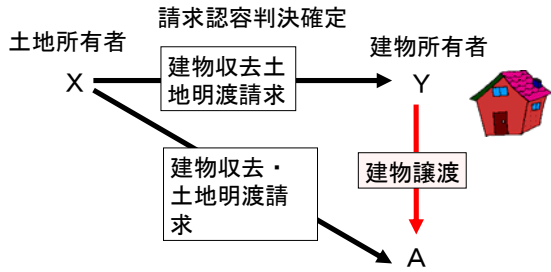 請求認容判決確定
土地所有者
建物所有者
X
建物収去土
地明渡請求
Y
建物収去・
土地明渡請
求
建物譲渡
A